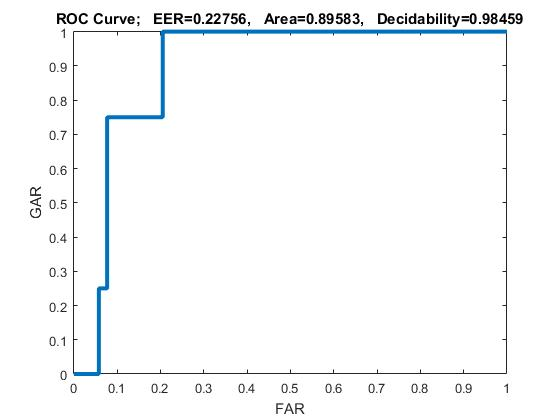 ROC Curve;   EER=0.22756,   Area=0.89583,   Decidability=0.98459
1
0.9
0.8
0.7
0.6
0.5
0.4
0.3
0.2
0.1
0
GAR
0 0.1 0.2 0.3 0.4 0.5 0.6 0.7 0.8 0.9 1
FAR